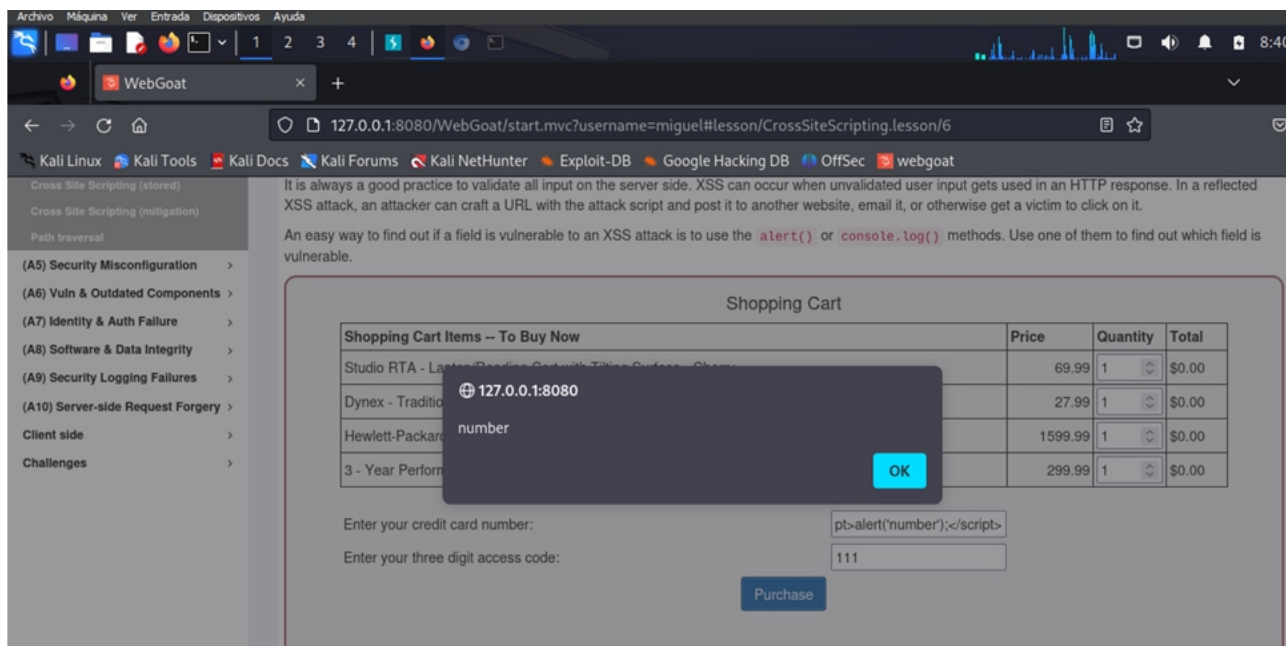 Archivo Máquina Ver Entrada Dispositivos Ayuda
1 2 3 4
8:40
WebGoat
127.0.0.1:8080/WebGoat/start.mvc?username=miguel#lesson/CrossSiteScripting.lesson/6
Kali Linux Kali Tools Kali Docs Kali Forums Kali NetHunter Exploit-DB Google Hacking DB OffSec webgoat
Cross Site Scripting (stored)
Cross Site Scripting (mitigation)
Path traversal
(A5) Security Misconfiguration
(A6) Vuln & Outdated Components
(A7) Identity & Auth Failure
(A8) Software & Data Integrity
(A9) Security Logging Failures
(A10) Server-side Request Forgery
Client side
Challenges
It is always a good practice to validate all input on the server side. XSS can occur when unvalidated user input gets used in an HTTP response. In a reflected
XSS attack, an attacker can craft a URL with the attack script and post it to another website, email it, or otherwise get a victim to click on it.
An easy way to find out if a field is vulnerable to an XSS attack is to use the alert() or console.log() methods. Use one of them to find out which field is
vulnerable.
Shopping Cart
Shopping Cart Items -- To Buy Now Price Quantity Total
Studio RTA - Laptop/Reading Cart with Tilting Surface - Cherry 69.99 1 $0.00
Dynex - Traditio 27.99 1 $0.00
Hewlett-Packard 1599.99 1 $0.00
3 - Year Perform 299.99 1 $0.00
127.0.0.1:8080
number
OK
Enter your credit card number: pt>alert('number');</script>
Enter your three digit access code: 111
Purchase